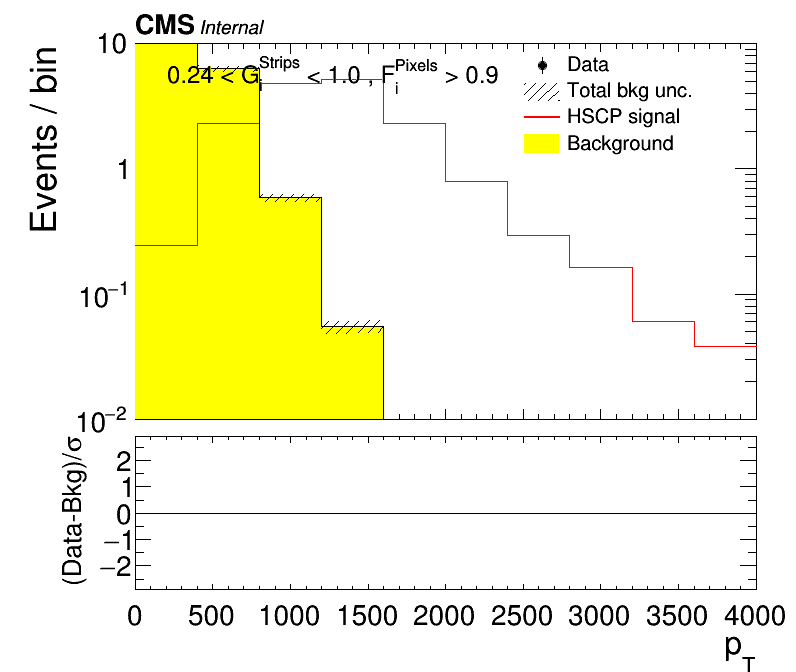 CMS Internal
0.24 < G_i^Strips < 1.0 , F_i^Pixels > 0.9
Data
Total bkg unc.
HSCP signal
Background
Events / bin
10
1
10^−1
10^−2
(Data-Bkg)/σ
2
1
0
−1
−2
0 500 1000 1500 2000 2500 3000 3500 4000
p_T